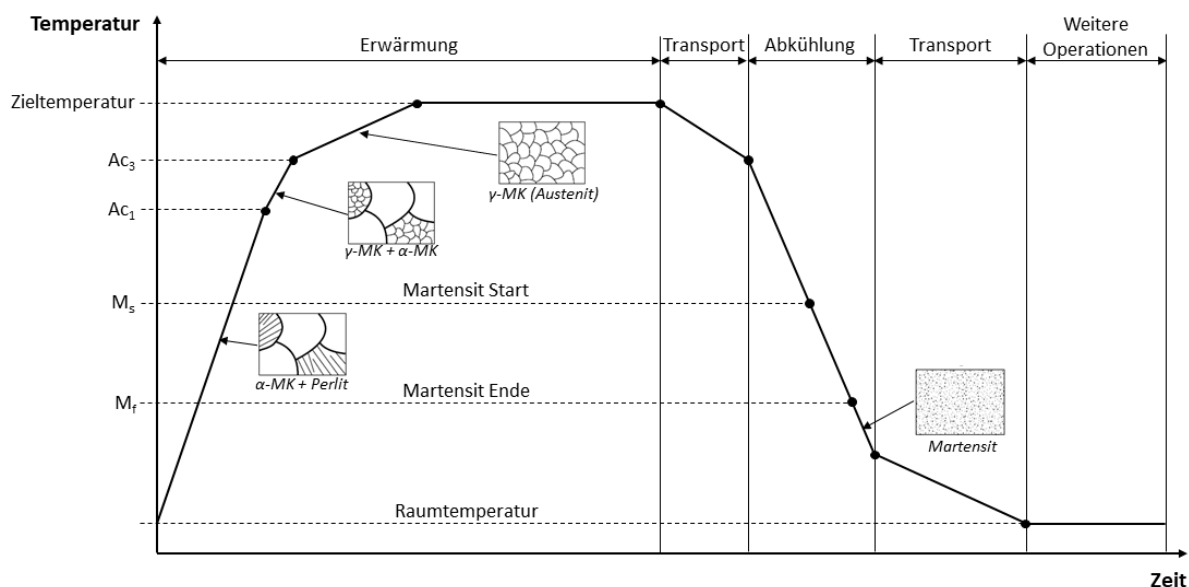 Temperatur
Erwärmung
Transport
Abkühlung
Transport
Weitere
Operationen
Zieltemperatur
Ac₃
γ-MK (Austenit)
Ac₁
γ-MK + α-MK
Mₛ
Martensit Start
α-MK + Perlit
M_f
Martensit Ende
Martensit
Raumtemperatur
Zeit